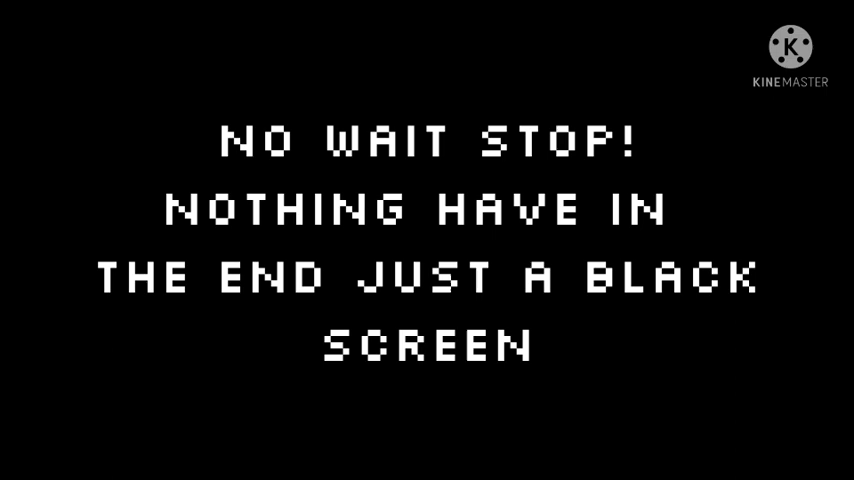 K
KINEMASTER
NO WAIT STOP!
NOTHING HAVE IN
THE END JUST A BLACK
SCREEN